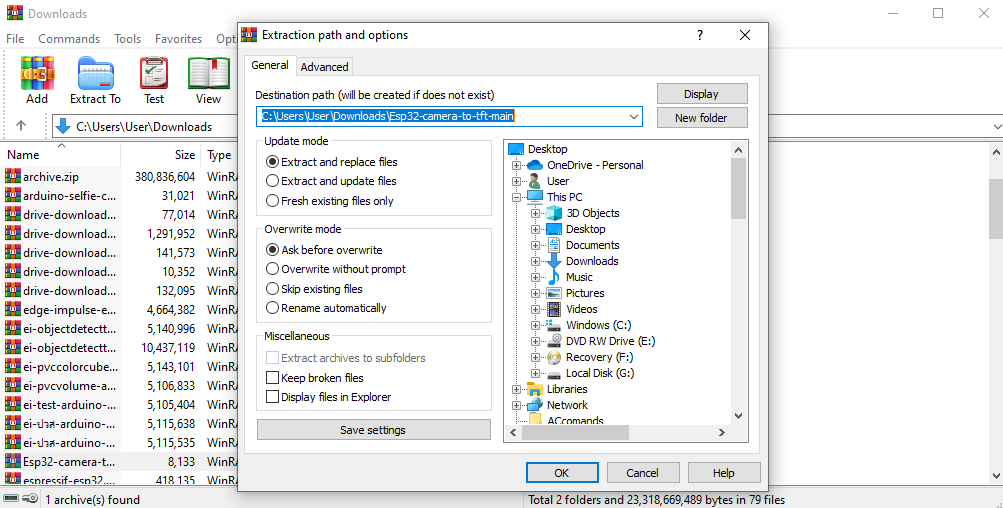 Downloads
File Commands Tools Favorites Opt
Add Extract To Test View
C:\Users\User\Downloads
Name Size Type
archive.zip 380,836,604 WinRA
arduino-selfie-c... 31,021 WinRA
drive-download... 77,014 WinRA
drive-download... 1,291,952 WinRA
drive-download... 141,573 WinRA
drive-download... 10,352 WinRA
drive-download... 132,095 WinRA
edge-impulse-e... 4,664,382 WinRA
ei-objectdetectt... 5,140,996 WinRA
ei-objectdetectt... 10,437,119 WinRA
ei-pvccolorcube... 5,143,101 WinRA
ei-pvcvolume-a... 5,106,833 WinRA
ei-test-arduino-... 5,105,404 WinRA
ei-ปาส-arduino-... 5,115,638 WinRA
ei-ปาส-arduino-... 5,115,535 WinRA
Esp32-camera-t... 8,133 WinRA
espressif-esp32... 418,135 WinRA
1 archive(s) found
Total 2 folders and 23,318,669,489 bytes in 79 files
Extraction path and options
?
General Advanced
Destination path (will be created if does not exist)
C:\Users\User\Downloads\Esp32-camera-to-tft-main
Display
New folder
Update mode
Extract and replace files
Extract and update files
Fresh existing files only
Overwrite mode
Ask before overwrite
Overwrite without prompt
Skip existing files
Rename automatically
Miscellaneous
Extract archives to subfolders
Keep broken files
Display files in Explorer
Save settings
Desktop
OneDrive - Personal
User
This PC
3D Objects
Desktop
Documents
Downloads
Music
Pictures
Videos
Windows (C:)
DVD RW Drive (E:)
Recovery (F:)
Local Disk (G:)
Libraries
Network
ACcomands
OK Cancel Help